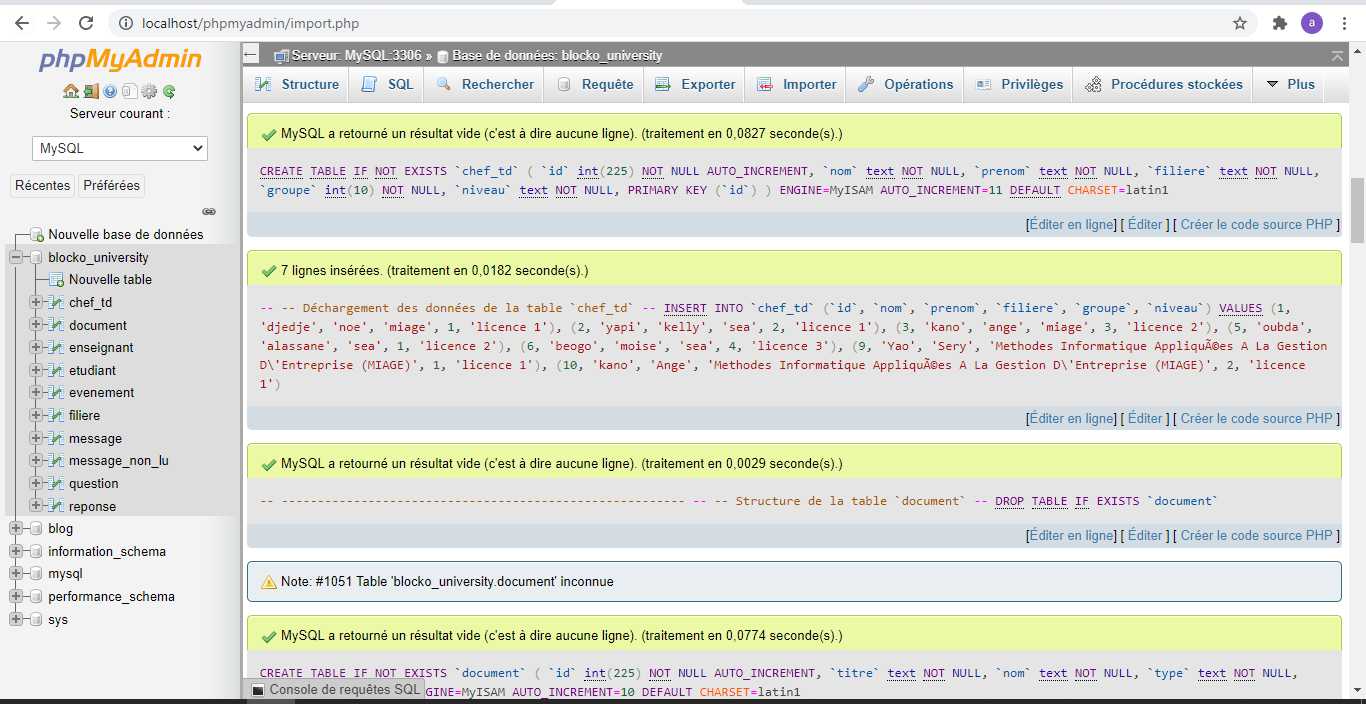 localhost/phpmyadmin/import.php
a
phpMyAdmin
Serveur courant :
MySQL
Récentes Préférées
Nouvelle base de données
blocko_university
Nouvelle table
chef_td
document
enseignant
etudiant
evenement
filiere
message
message_non_lu
question
reponse
blog
information_schema
mysql
performance_schema
sys
Serveur: MySQL:3306 » Base de données: blocko_university
Structure SQL Rechercher Requête Exporter Importer Opérations Privilèges Procédures stockées Plus
MySQL a retourné un résultat vide (c'est à dire aucune ligne). (traitement en 0,0827 seconde(s).)
CREATE TABLE IF NOT EXISTS `chef_td` ( `id` int(225) NOT NULL AUTO_INCREMENT, `nom` text NOT NULL, `prenom` text NOT NULL, `filiere` text NOT NULL,
`groupe` int(10) NOT NULL, `niveau` text NOT NULL, PRIMARY KEY (`id`) ) ENGINE=MyISAM AUTO_INCREMENT=11 DEFAULT CHARSET=latin1
[Éditer en ligne] [ Éditer ] [ Créer le code source PHP ]
7 lignes insérées. (traitement en 0,0182 seconde(s).)
-- -- Déchargement des données de la table `chef_td` -- INSERT INTO `chef_td` (`id`, `nom`, `prenom`, `filiere`, `groupe`, `niveau`) VALUES (1,
'djedje', 'noe', 'miage', 1, 'licence 1'), (2, 'yapi', 'kelly', 'sea', 2, 'licence 1'), (3, 'kano', 'ange', 'miage', 3, 'licence 2'), (5, 'oubda',
'alassane', 'sea', 1, 'licence 2'), (6, 'beogo', 'moise', 'sea', 4, 'licence 3'), (9, 'Yao', 'Sery', 'Methodes Informatique AppliquÃ©es A La Gestion
D\'Entreprise (MIAGE)', 1, 'licence 1'), (10, 'kano', 'Ange', 'Methodes Informatique AppliquÃ©es A La Gestion D\'Entreprise (MIAGE)', 2, 'licence
1')
[Éditer en ligne] [ Éditer ] [ Créer le code source PHP ]
MySQL a retourné un résultat vide (c'est à dire aucune ligne). (traitement en 0,0029 seconde(s).)
-- -------------------------------------------------------- -- -- Structure de la table `document` -- DROP TABLE IF EXISTS `document`
[Éditer en ligne] [ Éditer ] [ Créer le code source PHP ]
Note: #1051 Table 'blocko_university.document' inconnue
MySQL a retourné un résultat vide (c'est à dire aucune ligne). (traitement en 0,0774 seconde(s).)
CREATE TABLE IF NOT EXISTS `document` ( `id` int(225) NOT NULL AUTO_INCREMENT, `titre` text NOT NULL, `nom` text NOT NULL, `type` text NOT NULL,
Console de requêtes SQL GINE=MyISAM AUTO_INCREMENT=10 DEFAULT CHARSET=latin1